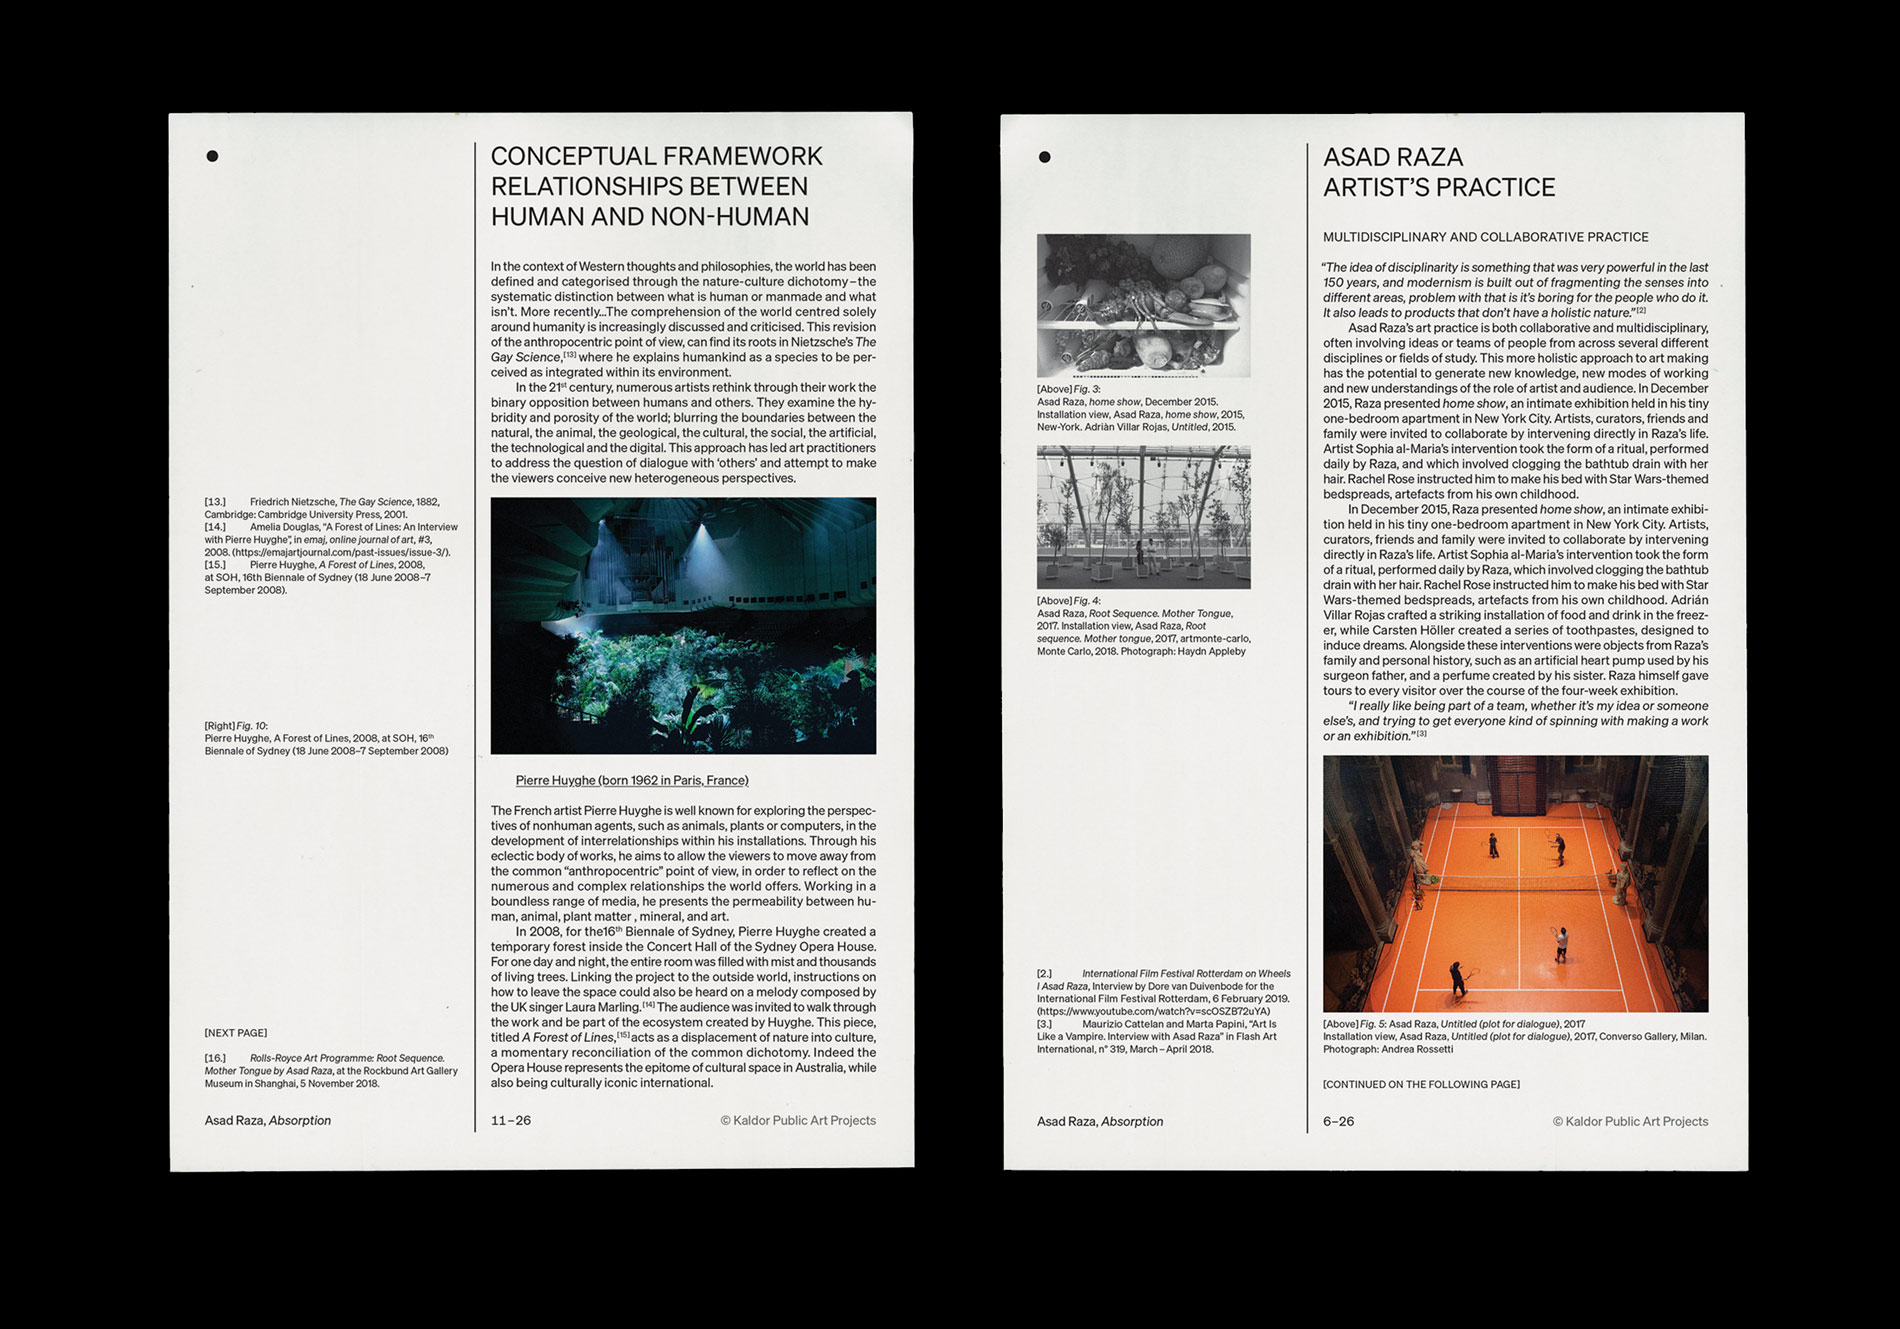 CONCEPTUAL FRAMEWORK
RELATIONSHIPS BETWEEN
HUMAN AND NON-HUMAN
In the context of Western thoughts and philosophies, the world has been
defined and categorised through the nature-culture dichotomy – the
systematic distinction between what is human or manmade and what
isn't. More recently...The comprehension of the world centred solely
around humanity is increasingly discussed and criticised. This revision
of the anthropocentric point of view, can find its roots in Nietzsche's The
Gay Science,[13] where he explains humankind as a species to be per-
ceived as integrated within its environment.
In the 21st century, numerous artists rethink through their work the
binary opposition between humans and others. They examine the hy-
bridity and porosity of the world; blurring the boundaries between the
natural, the animal, the geological, the cultural, the social, the artificial,
the technological and the digital. This approach has led art practitioners
to address the question of dialogue with 'others' and attempt to make
the viewers conceive new heterogeneous perspectives.
[13.] Friedrich Nietzsche, The Gay Science, 1882,
Cambridge: Cambridge University Press, 2001.
[14.] Amelia Douglas, "A Forest of Lines: An Interview
with Pierre Huyghe", in emaj, online journal of art, #3,
2008. (https://emajartjournal.com/past-issues/issue-3/).
[15.] Pierre Huyghe, A Forest of Lines, 2008,
at SOH, 16th Biennale of Sydney (18 June 2008–7
September 2008).
[Right] Fig. 10:
Pierre Huyghe, A Forest of Lines, 2008, at SOH, 16th
Biennale of Sydney (18 June 2008–7 September 2008)
Pierre Huyghe (born 1962 in Paris, France)
The French artist Pierre Huyghe is well known for exploring the perspec-
tives of nonhuman agents, such as animals, plants or computers, in the
development of interrelationships within his installations. Through his
eclectic body of works, he aims to allow the viewers to move away from
the common "anthropocentric" point of view, in order to reflect on the
numerous and complex relationships the world offers. Working in a
boundless range of media, he presents the permeability between hu-
man, animal, plant matter , mineral, and art.
In 2008, for the16th Biennale of Sydney, Pierre Huyghe created a
temporary forest inside the Concert Hall of the Sydney Opera House.
For one day and night, the entire room was filled with mist and thousands
of living trees. Linking the project to the outside world, instructions on
how to leave the space could also be heard on a melody composed by
the UK singer Laura Marling.[14] The audience was invited to walk through
the work and be part of the ecosystem created by Huyghe. This piece,
titled A Forest of Lines,[15] acts as a displacement of nature into culture,
a momentary reconciliation of the common dichotomy. Indeed the
Opera House represents the epitome of cultural space in Australia, while
also being culturally iconic international.
[NEXT PAGE]
[16.] Rolls-Royce Art Programme: Root Sequence.
Mother Tongue by Asad Raza, at the Rockbund Art Gallery
Museum in Shanghai, 5 November 2018.
Asad Raza, Absorption
11–26
© Kaldor Public Art Projects
ASAD RAZA
ARTIST'S PRACTICE
MULTIDISCIPLINARY AND COLLABORATIVE PRACTICE
"The idea of disciplinarity is something that was very powerful in the last
150 years, and modernism is built out of fragmenting the senses into
different areas, problem with that is it's boring for the people who do it.
It also leads to products that don't have a holistic nature."[2]
Asad Raza's art practice is both collaborative and multidisciplinary,
often involving ideas or teams of people from across several different
disciplines or fields of study. This more holistic approach to art making
has the potential to generate new knowledge, new modes of working
and new understandings of the role of artist and audience. In December
2015, Raza presented home show, an intimate exhibition held in his tiny
one-bedroom apartment in New York City. Artists, curators, friends and
family were invited to collaborate by intervening directly in Raza's life.
Artist Sophia al-Maria's intervention took the form of a ritual, performed
daily by Raza, and which involved clogging the bathtub drain with her
hair. Rachel Rose instructed him to make his bed with Star Wars-themed
bedspreads, artefacts from his own childhood.
In December 2015, Raza presented home show, an intimate exhibi-
tion held in his tiny one-bedroom apartment in New York City. Artists,
curators, friends and family were invited to collaborate by intervening
directly in Raza's life. Artist Sophia al-Maria's intervention took the form
of a ritual, performed daily by Raza, which involved clogging the bathtub
drain with her hair. Rachel Rose instructed him to make his bed with Star
Wars-themed bedspreads, artefacts from his own childhood. Adrián
Villar Rojas crafted a striking installation of food and drink in the freez-
er, while Carsten Höller created a series of toothpastes, designed to
induce dreams. Alongside these interventions were objects from Raza's
family and personal history, such as an artificial heart pump used by his
surgeon father, and a perfume created by his sister. Raza himself gave
tours to every visitor over the course of the four-week exhibition.
"I really like being part of a team, whether it's my idea or someone
else's, and trying to get everyone kind of spinning with making a work
or an exhibition."[3]
[Above] Fig. 3:
Asad Raza, home show, December 2015.
Installation view, Asad Raza, home show, 2015,
New-York. Adriàn Villar Rojas, Untitled, 2015.
[Above] Fig. 4:
Asad Raza, Root Sequence. Mother Tongue,
2017. Installation view, Asad Raza, Root
sequence. Mother tongue, 2017, artmonte-carlo,
Monte Carlo, 2018. Photograph: Haydn Appleby
[2.] International Film Festival Rotterdam on Wheels
I Asad Raza, Interview by Dore van Duivenbode for the
International Film Festival Rotterdam, 6 February 2019.
(https://www.youtube.com/watch?v=scOSZB72uYA)
[3.] Maurizio Cattelan and Marta Papini, "Art Is
Like a Vampire. Interview with Asad Raza" in Flash Art
International, n° 319, March – April 2018.
[Above] Fig. 5: Asad Raza, Untitled (plot for dialogue), 2017
Installation view, Asad Raza, Untitled (plot for dialogue), 2017, Converso Gallery, Milan.
Photograph: Andrea Rossetti
[CONTINUED ON THE FOLLOWING PAGE]
Asad Raza, Absorption
6–26
© Kaldor Public Art Projects